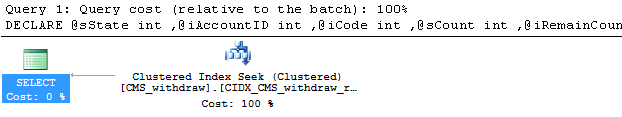 Query 1: Query cost (relative to the batch): 100%
DECLARE @sState int ,@iAccountID int ,@iCode int ,@sCount int ,@iRemainCoun
SELECT
Cost: 0 %
Clustered Index Seek (Clustered)
[CMS_withdraw].[CIDX_CMS_withdraw_r…
Cost: 100 %